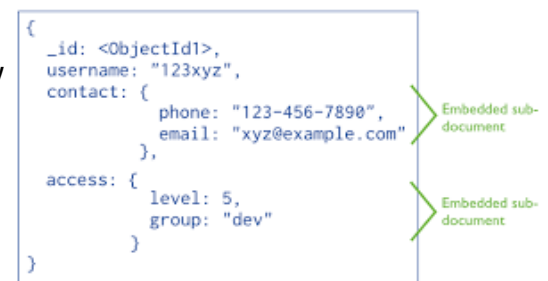 {
_id: <ObjectId1>,
username: "123xyz",
contact: {
phone: "123-456-7890",
email: "xyz@example.com"
},
access: {
level: 5,
group: "dev"
}
}
Embedded sub-
document
Embedded sub-
document